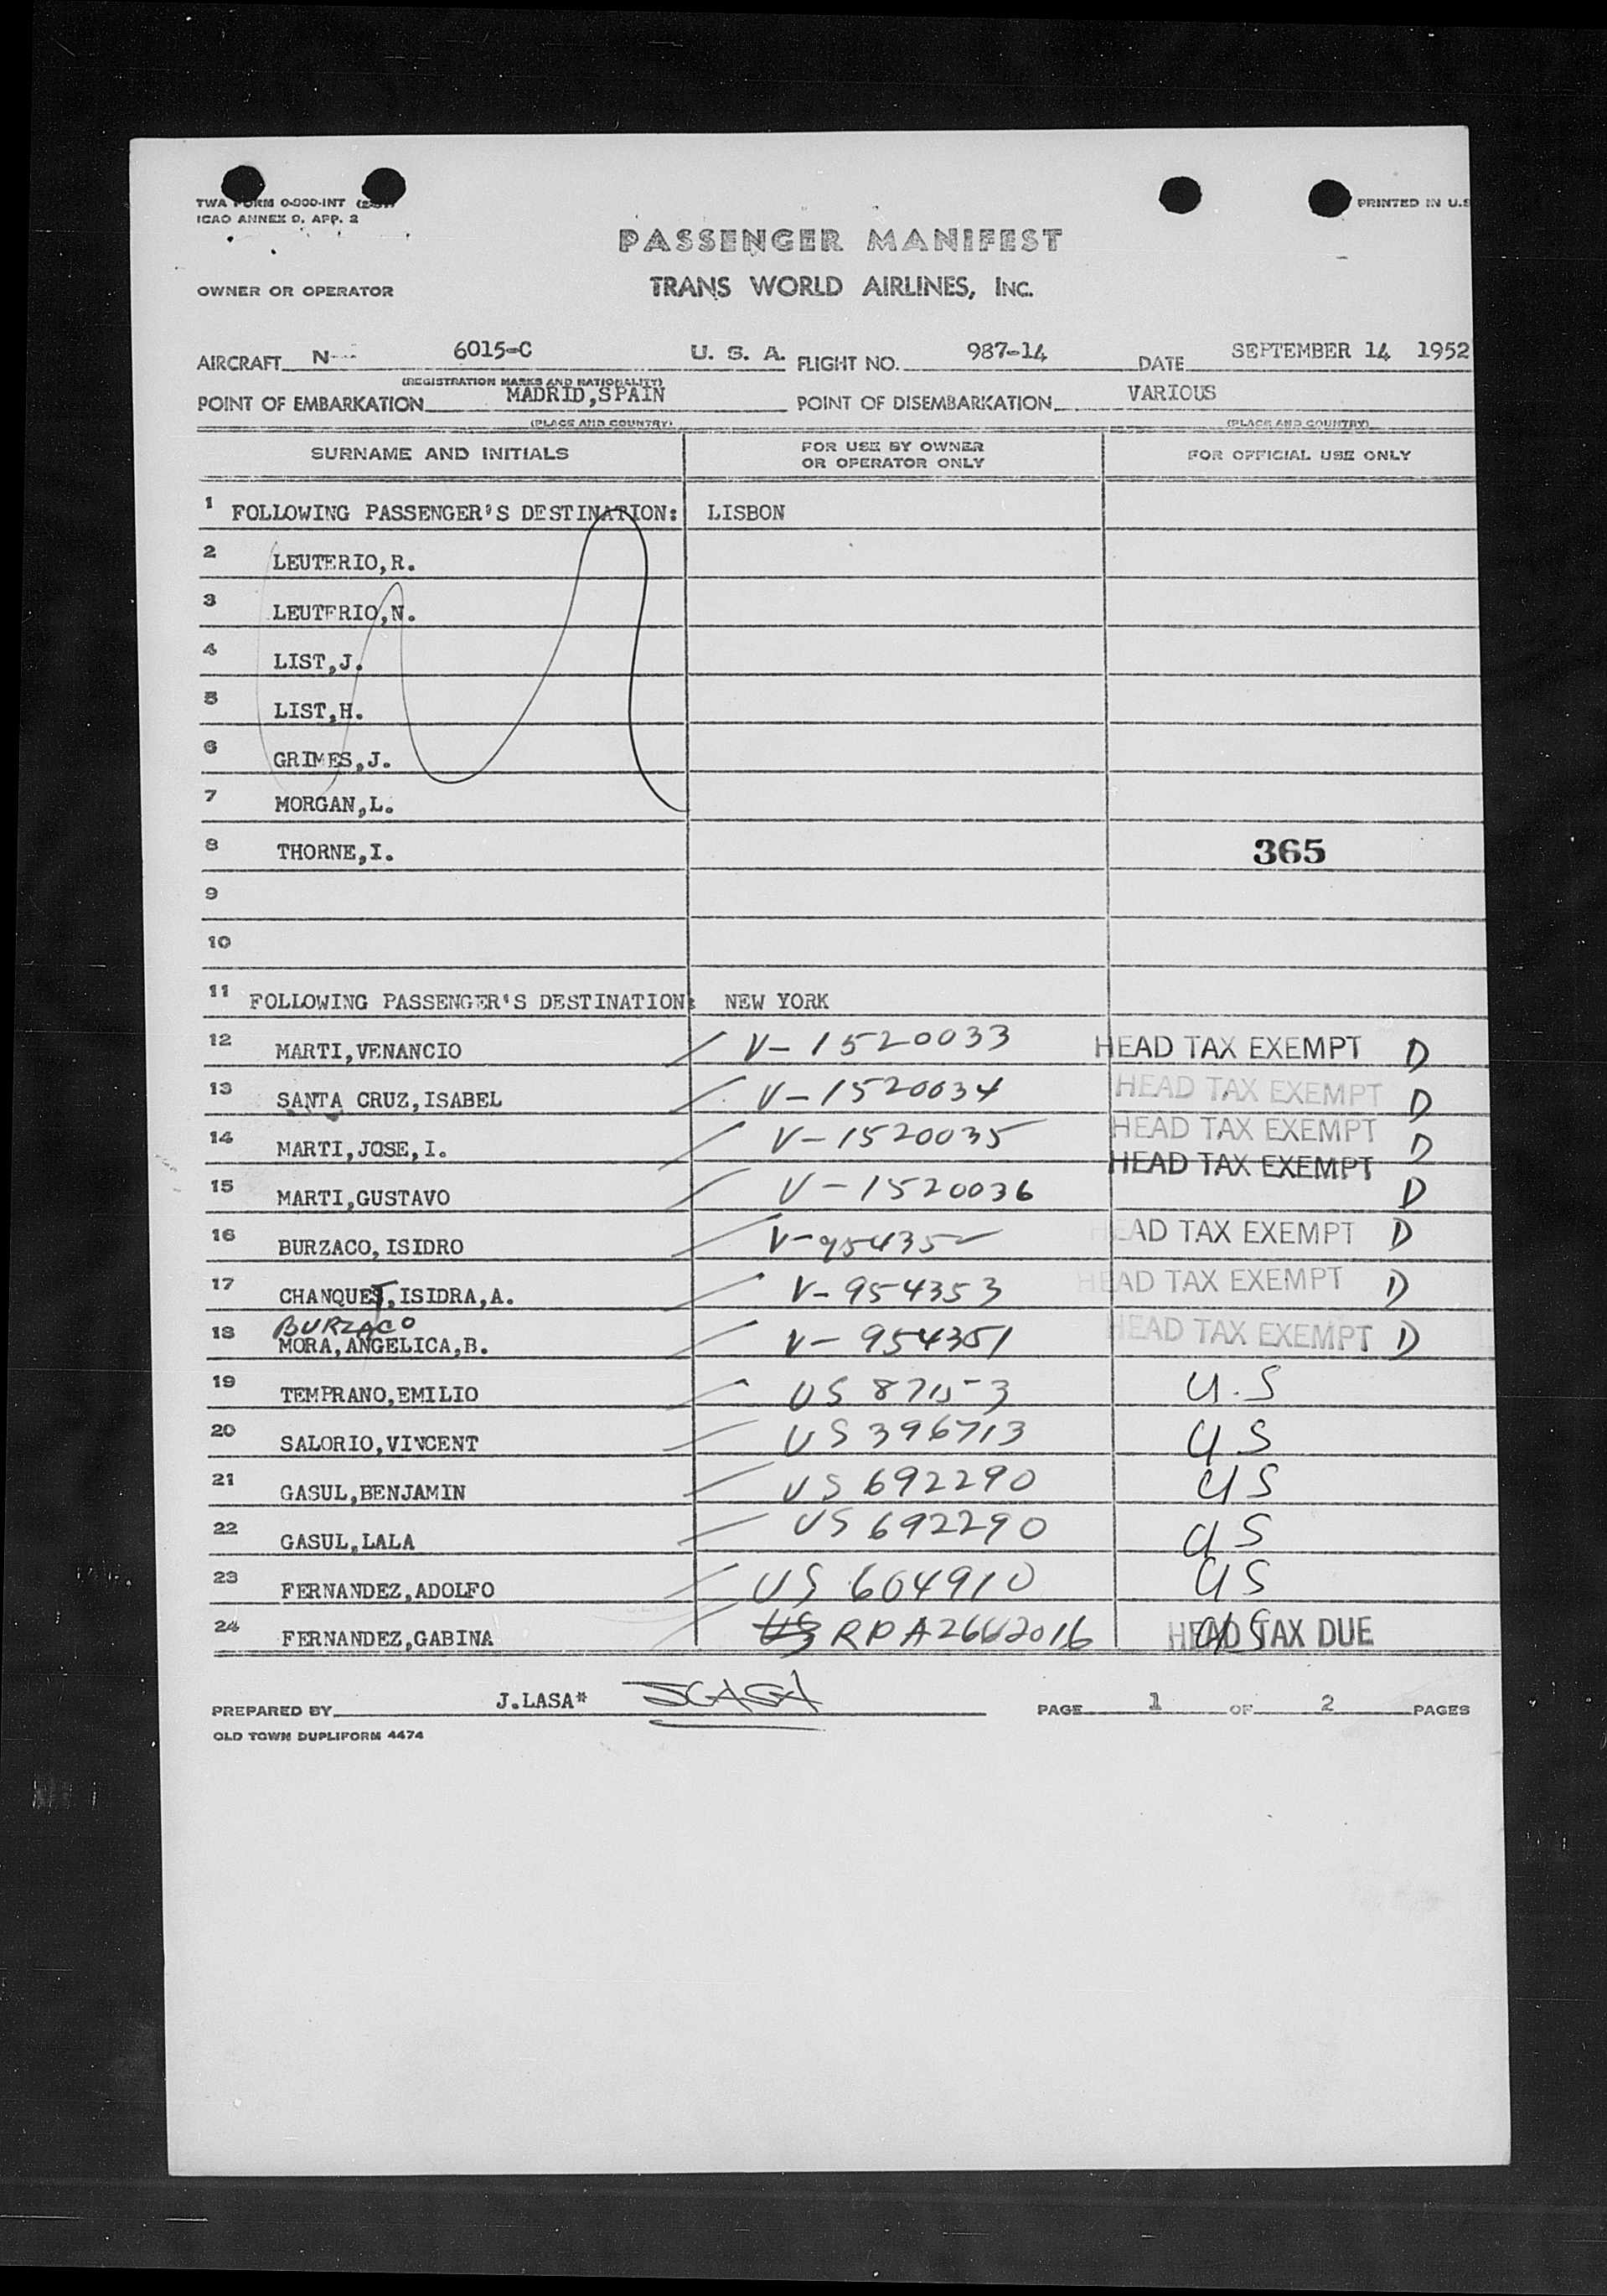 TWA FORM 0-300-INT
ICAO ANNEX 9, APP. 2
PRINTED IN U.S
PASSENGER MANIFEST
OWNER OR OPERATOR TRANS WORLD AIRLINES, INC.
AIRCRAFT N 6015-C U. S. A. FLIGHT NO. 987-14 DATE SEPTEMBER 14 1952
(REGISTRATION MARKS AND NATIONALITY)
POINT OF EMBARKATION MADRID,SPAIN POINT OF DISEMBARKATION VARIOUS
(PLACE AND COUNTRY) (PLACE AND COUNTRY)
SURNAME AND INITIALS FOR USE BY OWNER OR OPERATOR ONLY FOR OFFICIAL USE ONLY
1 FOLLOWING PASSENGER'S DESTINATION: LISBON
2 LEUTERIO,R.
3 LEUTERIO,N.
4 LIST,J.
5 LIST,H.
6 GRIMES,J.
7 MORGAN,L.
8 THORNE,I. 365
9
10
11 FOLLOWING PASSENGER'S DESTINATION: NEW YORK
12 MARTI,VENANCIO V-1520033 HEAD TAX EXEMPT D
13 SANTA CRUZ,ISABEL V-1520034 HEAD TAX EXEMPT D
14 MARTI,JOSE,I. V-1520035 HEAD TAX EXEMPT D
15 MARTI,GUSTAVO V-1520036 HEAD TAX EXEMPT D
16 BURZACO,ISIDRO V-954352 HEAD TAX EXEMPT D
17 CHANQUET,ISIDRA,A. V-954353 HEAD TAX EXEMPT D
BURZACO
18 MORA,ANGELICA,B. V-954351 HEAD TAX EXEMPT D
19 TEMPRANO,EMILIO US U.S
20 SALORIO,VINCENT US 396713 US
21 GASUL,BENJAMIN US 692290 US
22 GASUL,LALA US 692290 US
23 FERNANDEZ,ADOLFO US 604910 US
24 FERNANDEZ,GABINA US RP A2662016 US HEAD TAX DUE
PREPARED BY J.LASA* PAGE 1 OF 2 PAGES
OLD TOWN DUPLIFORM 4474